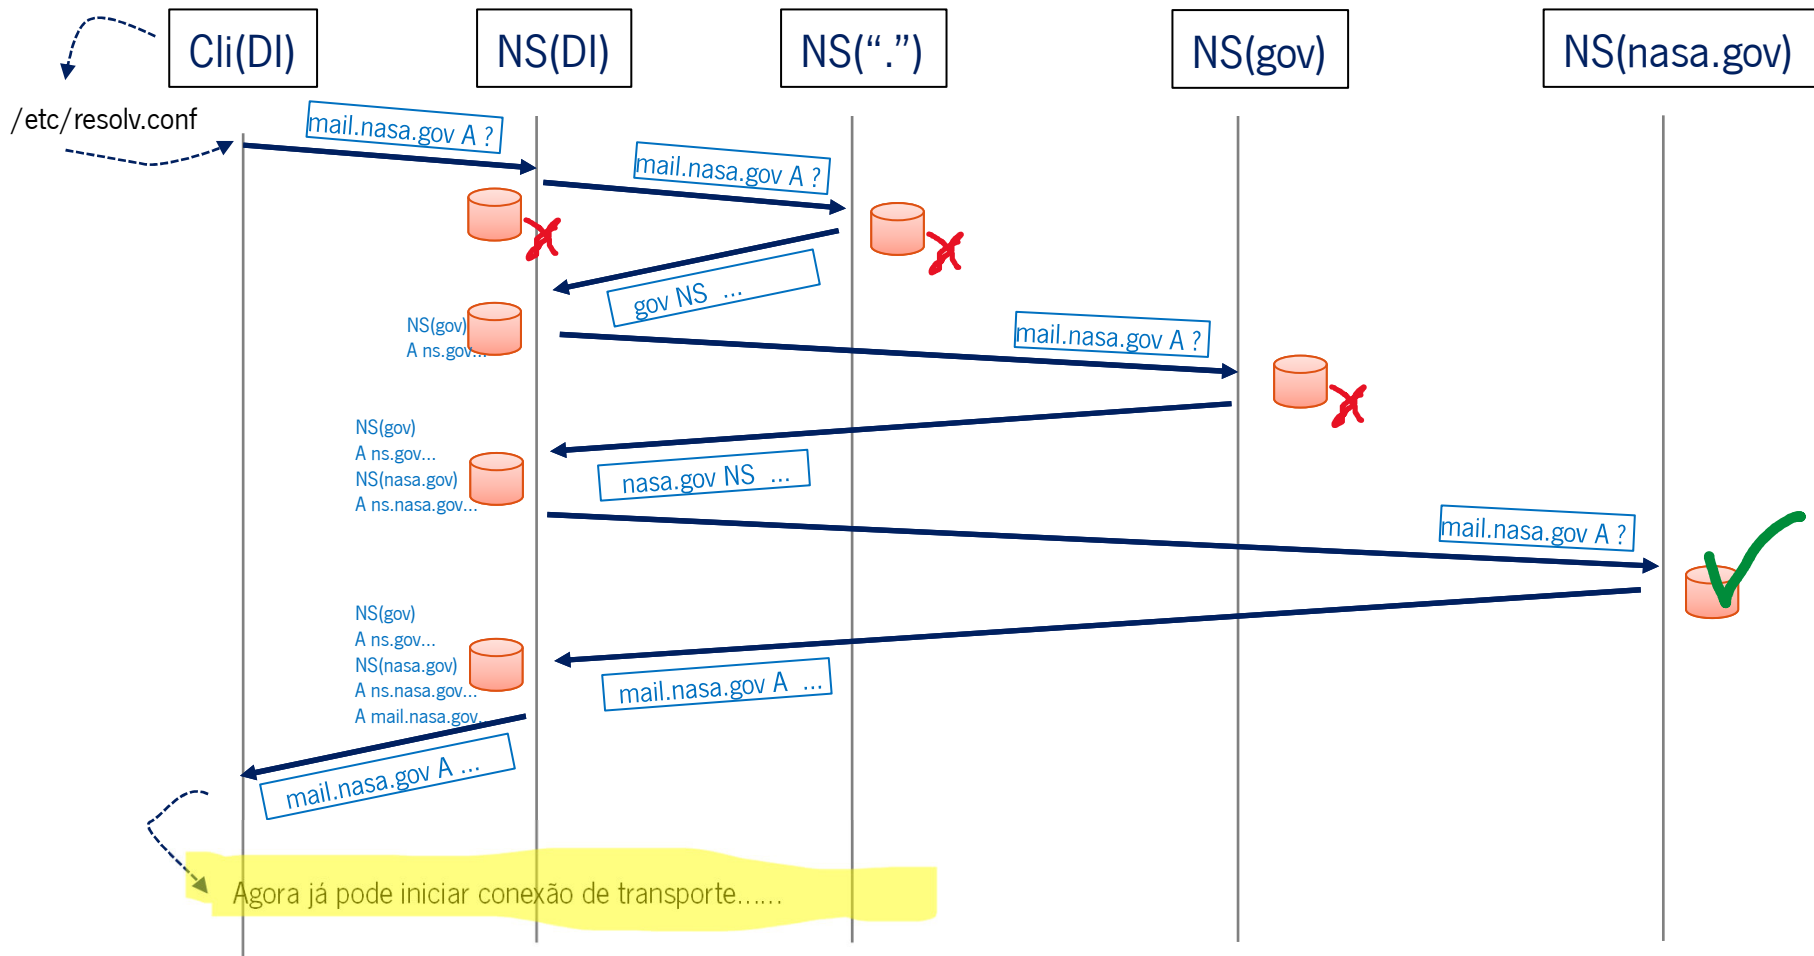 Cli(DI)
NS(DI)
NS(“.”)
NS(gov)
NS(nasa.gov)
/etc/resolv.conf
mail.nasa.gov A ?
mail.nasa.gov A ?
gov NS ...
NS(gov)
A ns.gov...
mail.nasa.gov A ?
NS(gov)
A ns.gov...
NS(nasa.gov)
A ns.nasa.gov...
nasa.gov NS ...
mail.nasa.gov A ?
NS(gov)
A ns.gov...
NS(nasa.gov)
A ns.nasa.gov...
A mail.nasa.gov...
mail.nasa.gov A ...
mail.nasa.gov A ...
Agora já pode iniciar conexão de transporte......